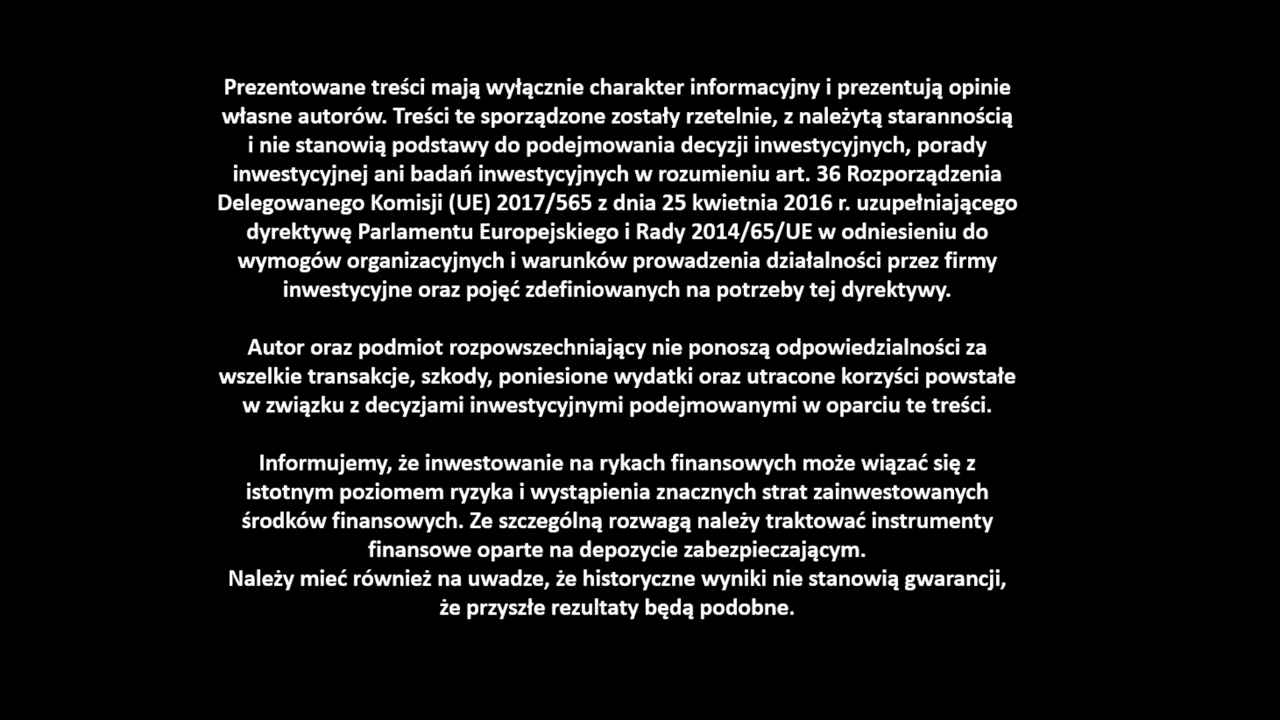 Prezentowane treści mają wyłącznie charakter informacyjny i prezentują opinie
własne autorów. Treści te sporządzone zostały rzetelnie, z należytą starannością
i nie stanowią podstawy do podejmowania decyzji inwestycyjnych, porady
inwestycyjnej ani badań inwestycyjnych w rozumieniu art. 36 Rozporządzenia
Delegowanego Komisji (UE) 2017/565 z dnia 25 kwietnia 2016 r. uzupełniającego
dyrektywę Parlamentu Europejskiego i Rady 2014/65/UE w odniesieniu do
wymogów organizacyjnych i warunków prowadzenia działalności przez firmy
inwestycyjne oraz pojęć zdefiniowanych na potrzeby tej dyrektywy.
Autor oraz podmiot rozpowszechniający nie ponoszą odpowiedzialności za
wszelkie transakcje, szkody, poniesione wydatki oraz utracone korzyści powstałe
w związku z decyzjami inwestycyjnymi podejmowanymi w oparciu te treści.
Informujemy, że inwestowanie na rykach finansowych może wiązać się z
istotnym poziomem ryzyka i wystąpienia znacznych strat zainwestowanych
środków finansowych. Ze szczególną rozwagą należy traktować instrumenty
finansowe oparte na depozycie zabezpieczającym.
Należy mieć również na uwadze, że historyczne wyniki nie stanowią gwarancji,
że przyszłe rezultaty będą podobne.